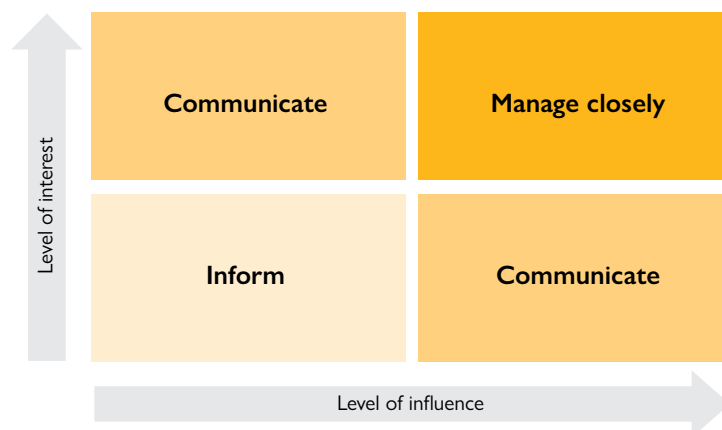 Communicate
Manage closely
Level of interest
Inform
Communicate
Level of influence